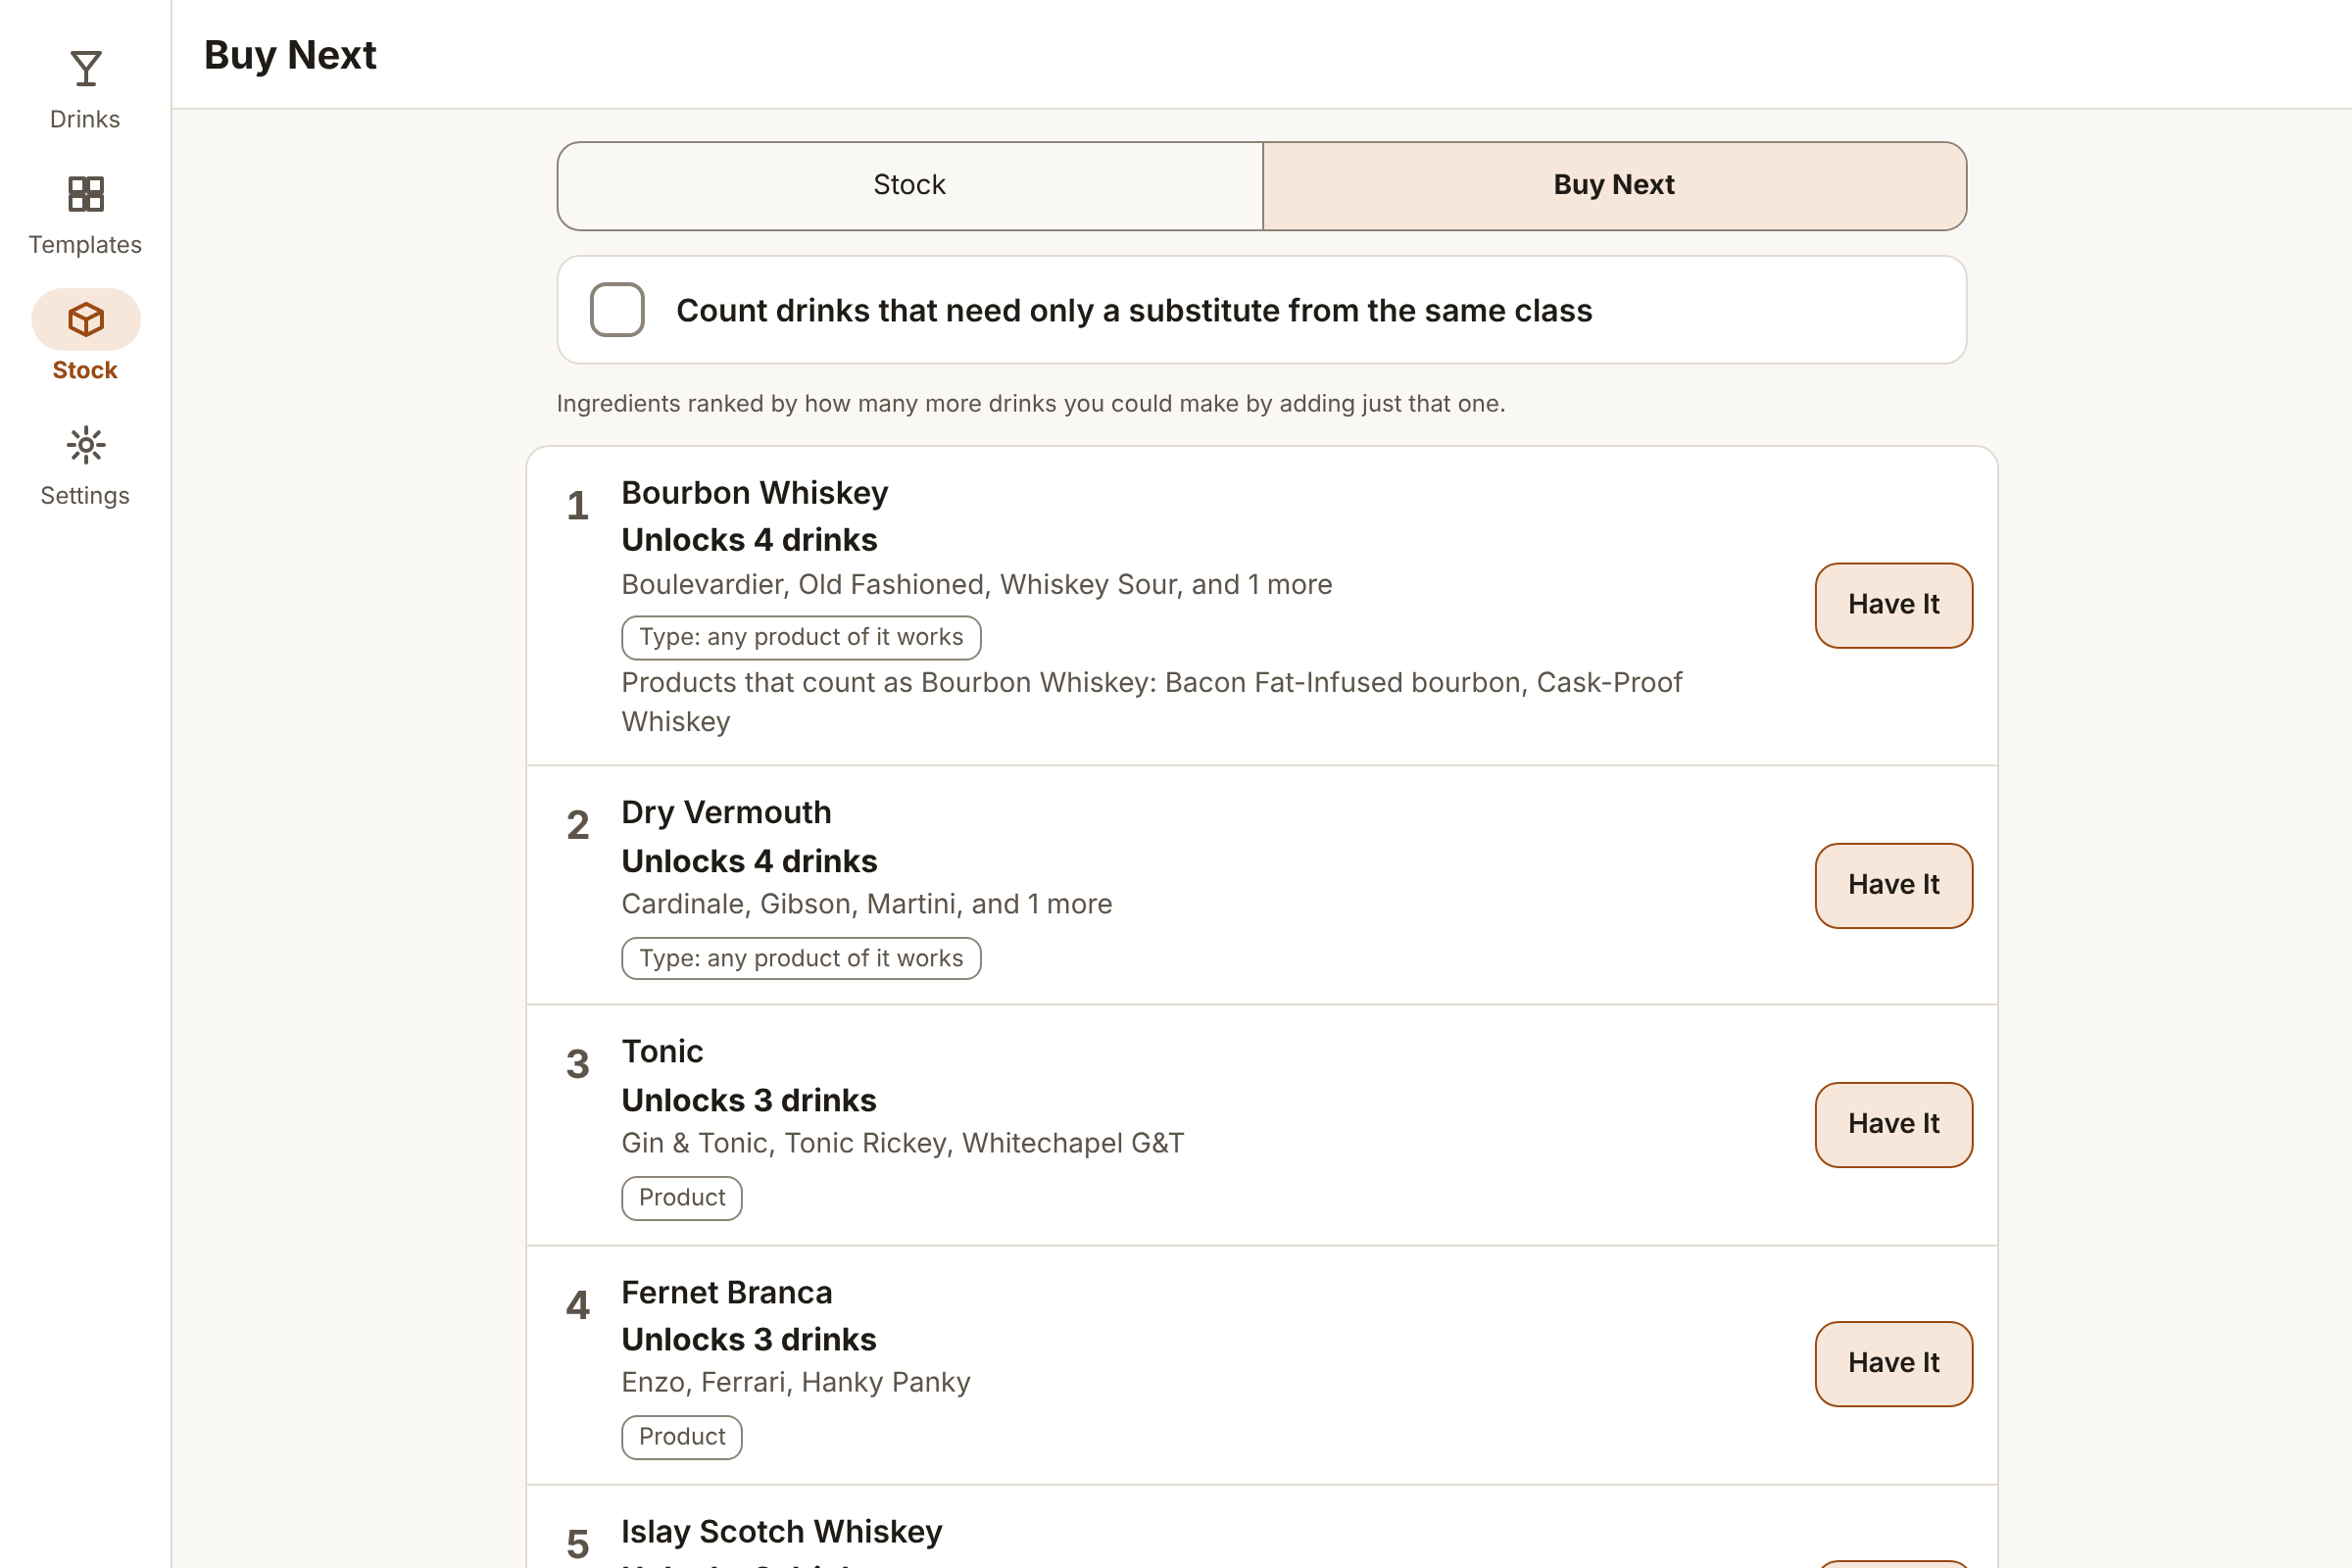 Buy Next
Drinks
Templates
Stock
Settings
Stock
Buy Next
Count drinks that need only a substitute from the same class
Ingredients ranked by how many more drinks you could make by adding just that one.
1
Bourbon Whiskey
Unlocks 4 drinks
Boulevardier, Old Fashioned, Whiskey Sour, and 1 more
Type: any product of it works
Products that count as Bourbon Whiskey: Bacon Fat-Infused bourbon, Cask-Proof
Whiskey
Have It
2
Dry Vermouth
Unlocks 4 drinks
Cardinale, Gibson, Martini, and 1 more
Type: any product of it works
Have It
3
Tonic
Unlocks 3 drinks
Gin & Tonic, Tonic Rickey, Whitechapel G&T
Product
Have It
4
Fernet Branca
Unlocks 3 drinks
Enzo, Ferrari, Hanky Panky
Product
Have It
5
Islay Scotch Whiskey